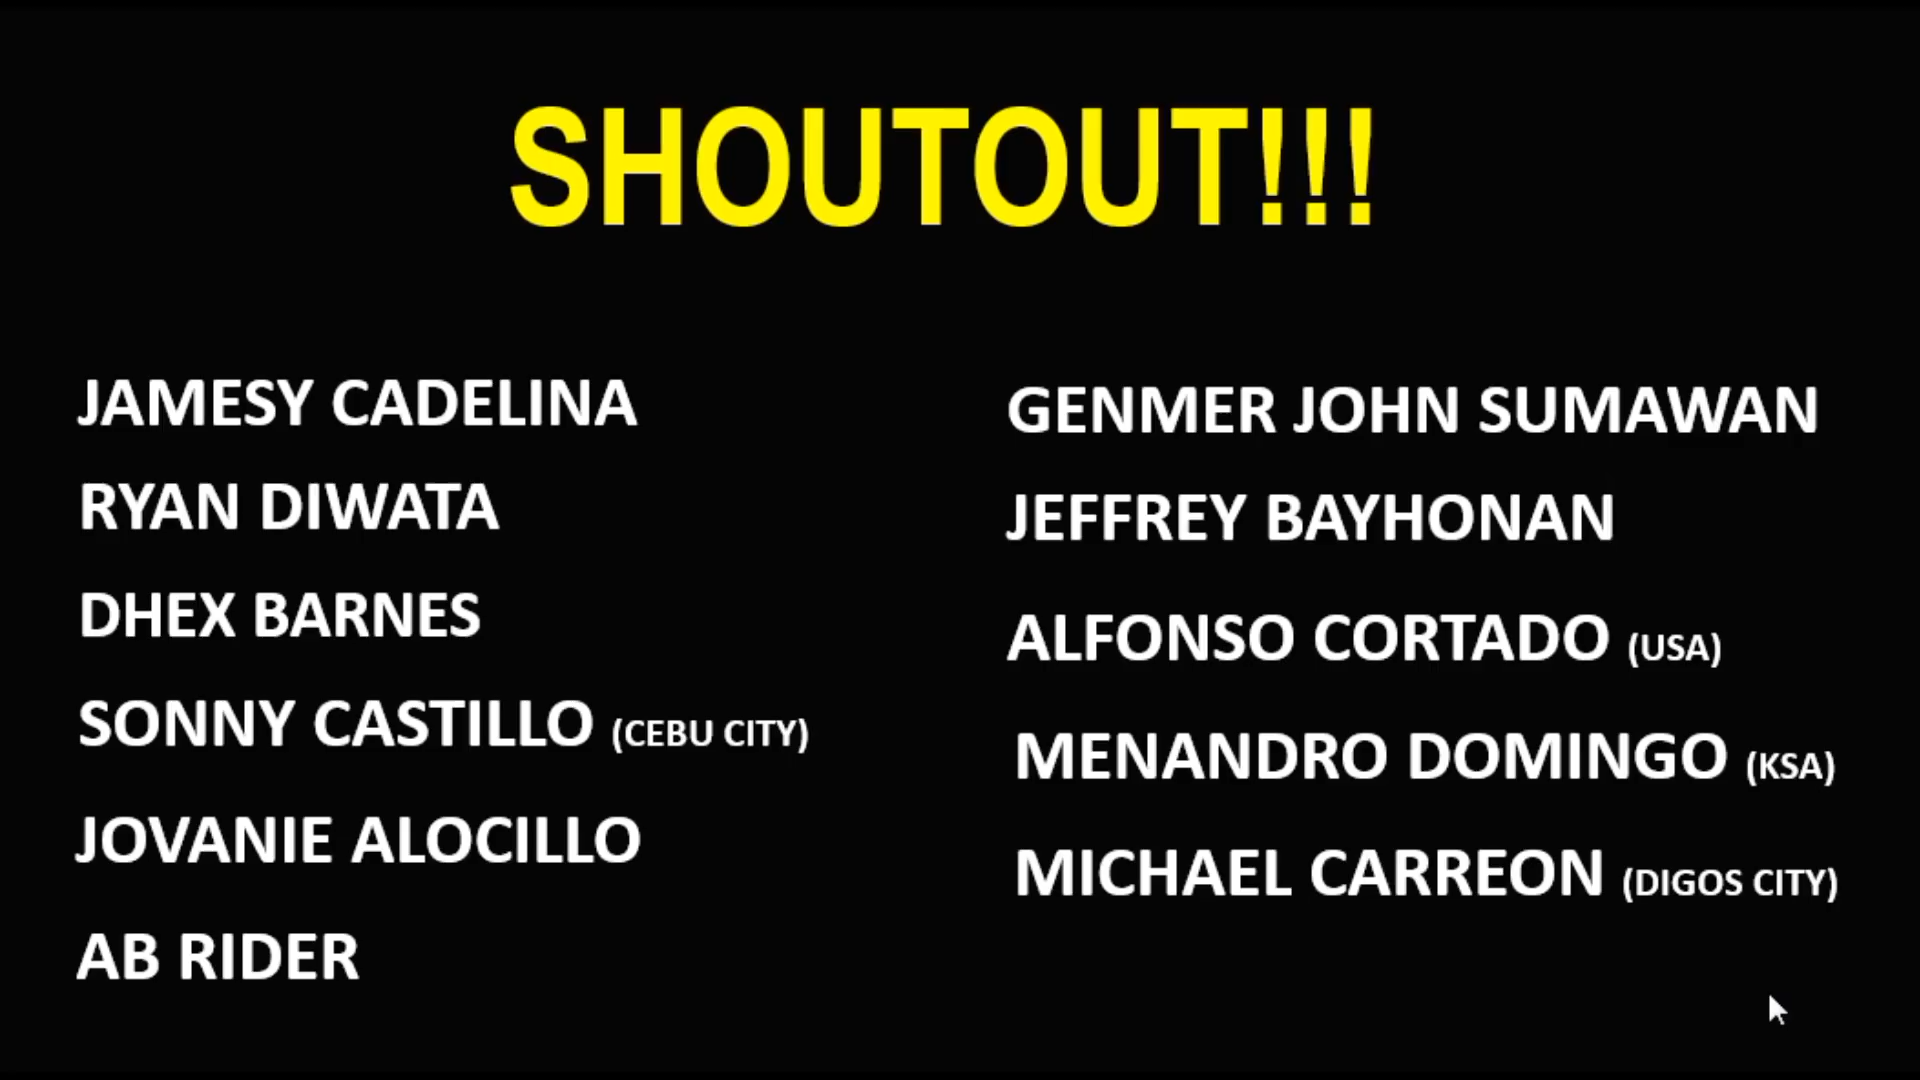 SHOUTOUT!!!
JAMESY CADELINA
RYAN DIWATA
DHEX BARNES
SONNY CASTILLO (CEBU CITY)
JOVANIE ALOCILLO
AB RIDER
GENMER JOHN SUMAWAN
JEFFREY BAYHONAN
ALFONSO CORTADO (USA)
MENANDRO DOMINGO (KSA)
MICHAEL CARREON (DIGOS CITY)